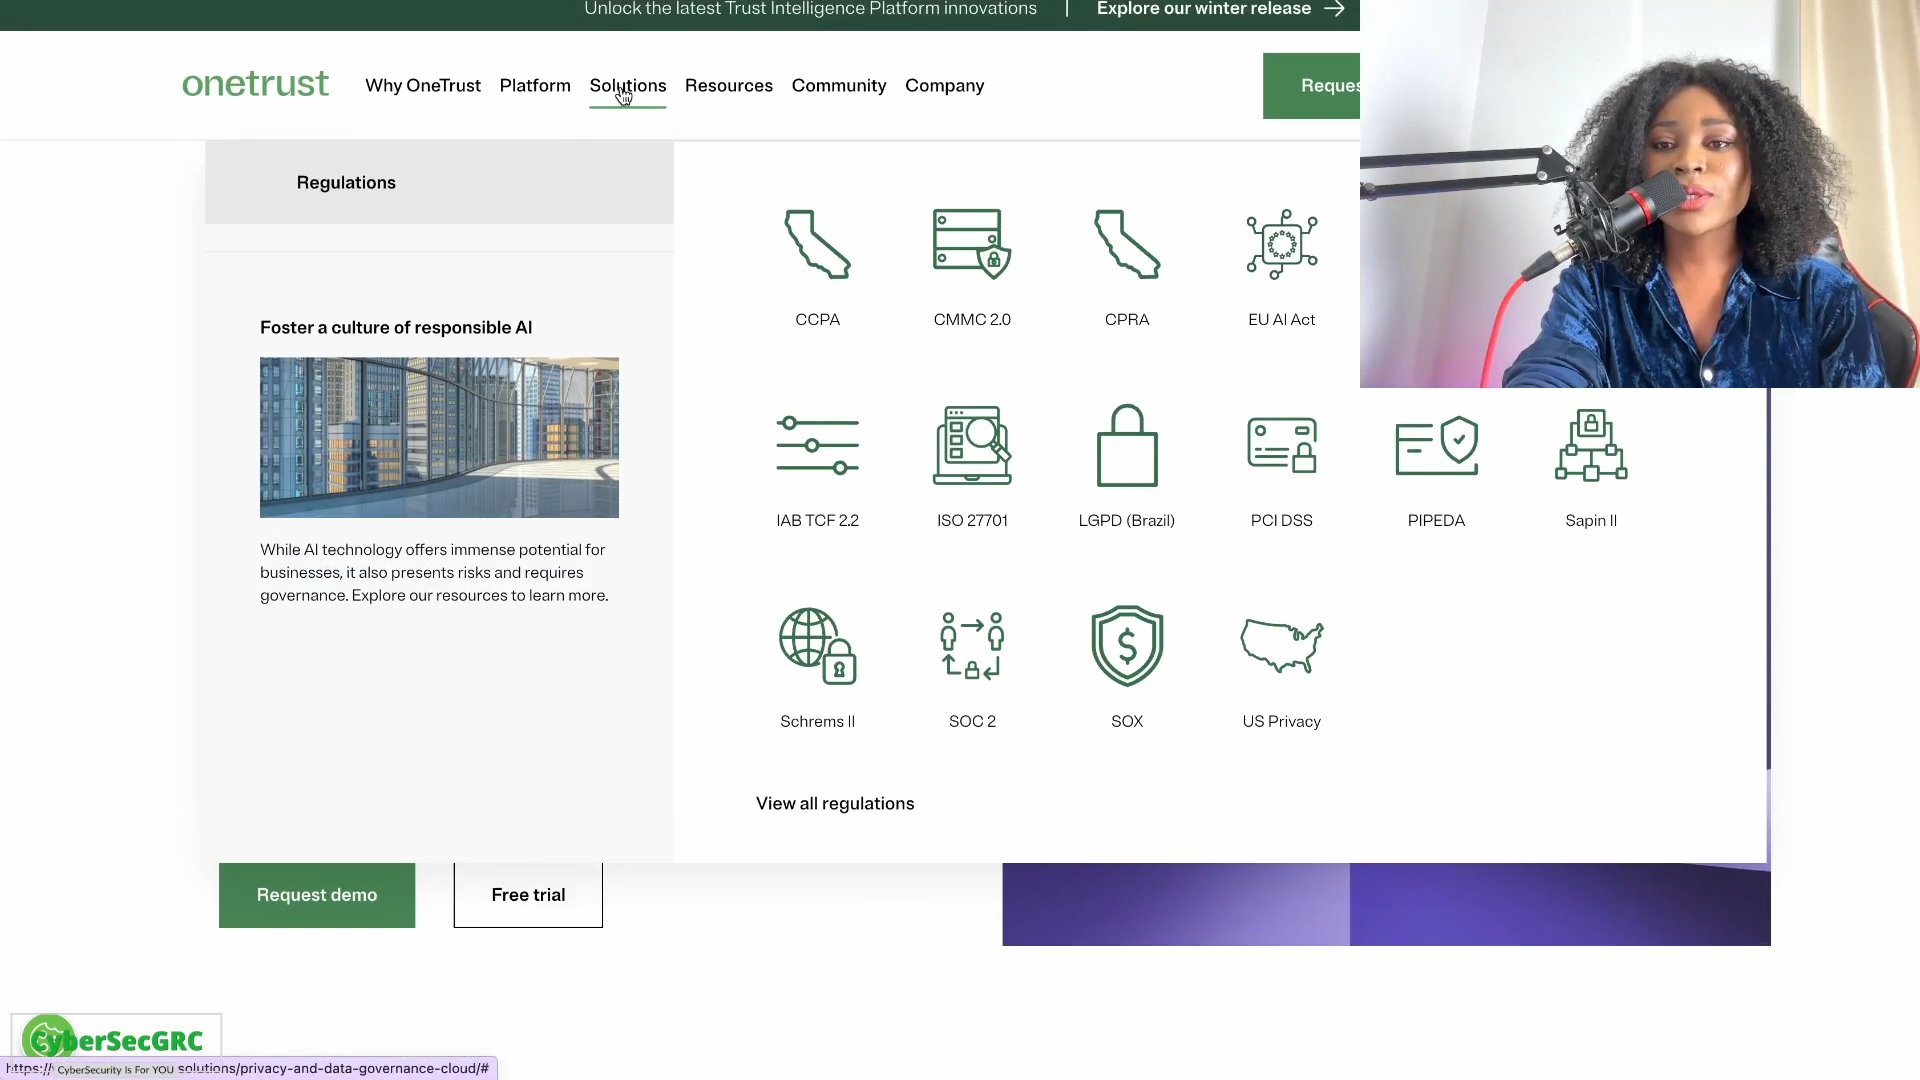 Unlock the latest Trust Intelligence Platform innovations | Explore our winter release
onetrust Why OneTrust Platform Solutions Resources Community Company
Regulations
Foster a culture of responsible AI
While AI technology offers immense potential for
businesses, it also presents risks and requires
governance. Explore our resources to learn more.
CCPA CMMC 2.0 CPRA EU AI Act
IAB TCF 2.2 ISO 27701 LGPD (Brazil) PCI DSS PIPEDA Sapin II
Schrems II SOC 2 SOX US Privacy
View all regulations
Request demo Free trial
CyberSecGRC
CyberSecurity Is For YOU
https:// solutions/privacy-and-data-governance-cloud/#